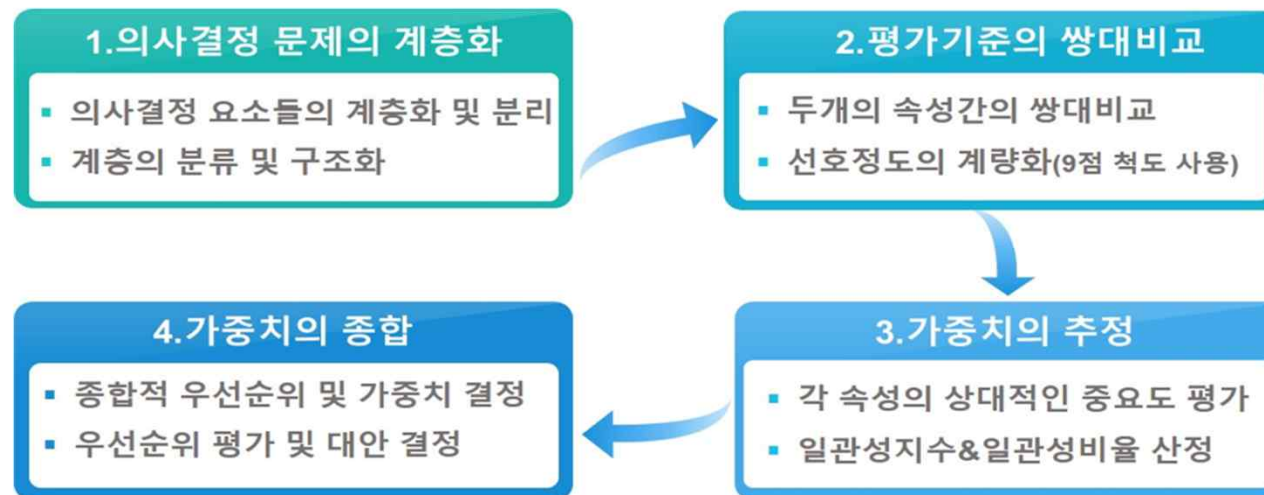 1.의사결정 문제의 계층화
▪ 의사결정 요소들의 계층화 및 분리
▪ 계층의 분류 및 구조화
2.평가기준의 쌍대비교
▪ 두개의 속성간의 쌍대비교
▪ 선호정도의 계량화(9점 척도 사용)
3.가중치의 추정
▪ 각 속성의 상대적인 중요도 평가
▪ 일관성지수&일관성비율 산정
4.가중치의 종합
▪ 종합적 우선순위 및 가중치 결정
▪ 우선순위 평가 및 대안 결정